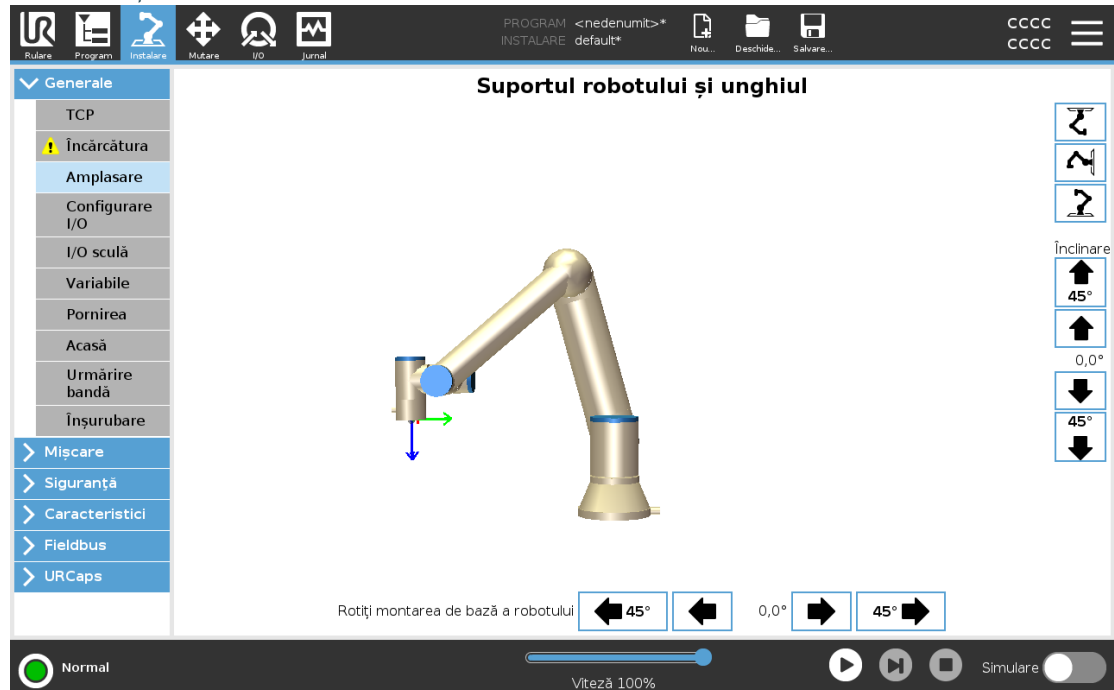 PROGRAM <nedenumit>*
INSTALARE default*
Rulare
Program
Instalare
Mutare
I/O
Jurnal
Nou...
Deschide...
Salvare...
CCCC
CCCC
Generale
TCP
Încărcătura
Amplasare
Configurare
I/O
I/O sculă
Variabile
Pornirea
Acasă
Urmărire
bandă
Înșurubare
Mișcare
Siguranță
Caracteristici
Fieldbus
URCaps
Suportul robotului și unghiul
Înclinare
45°
0,0°
45°
Rotiți montarea de bază a robotului 45° 0,0° 45°
Normal
Viteză 100%
Simulare